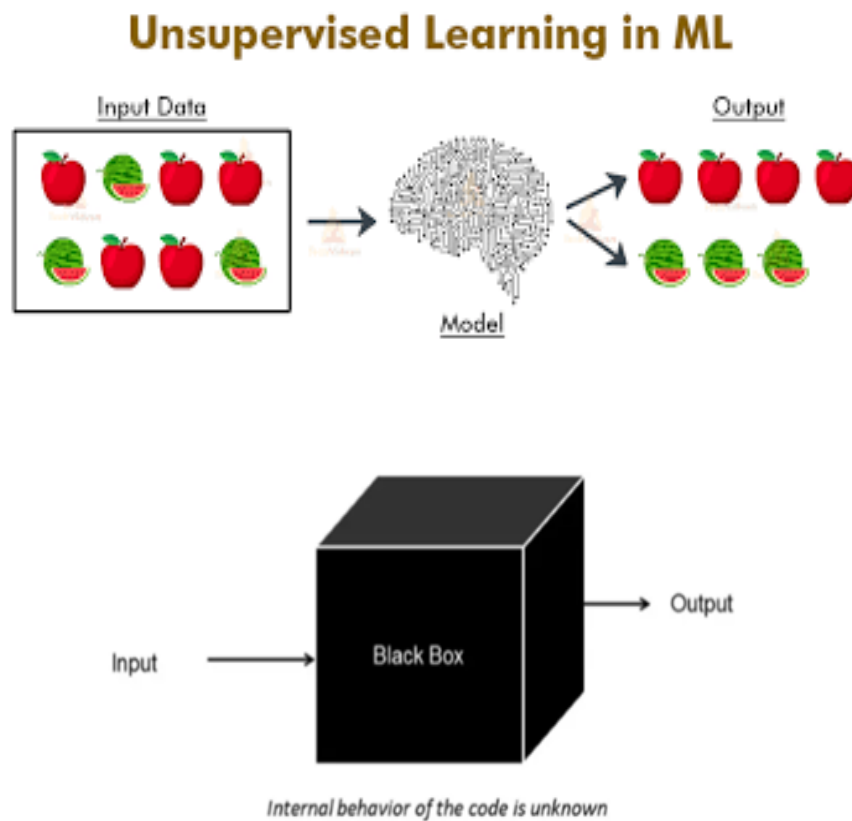 Unsupervised Learning in ML
Input Data
Output
Model
Input
Black Box
Output
Internal behavior of the code is unknown